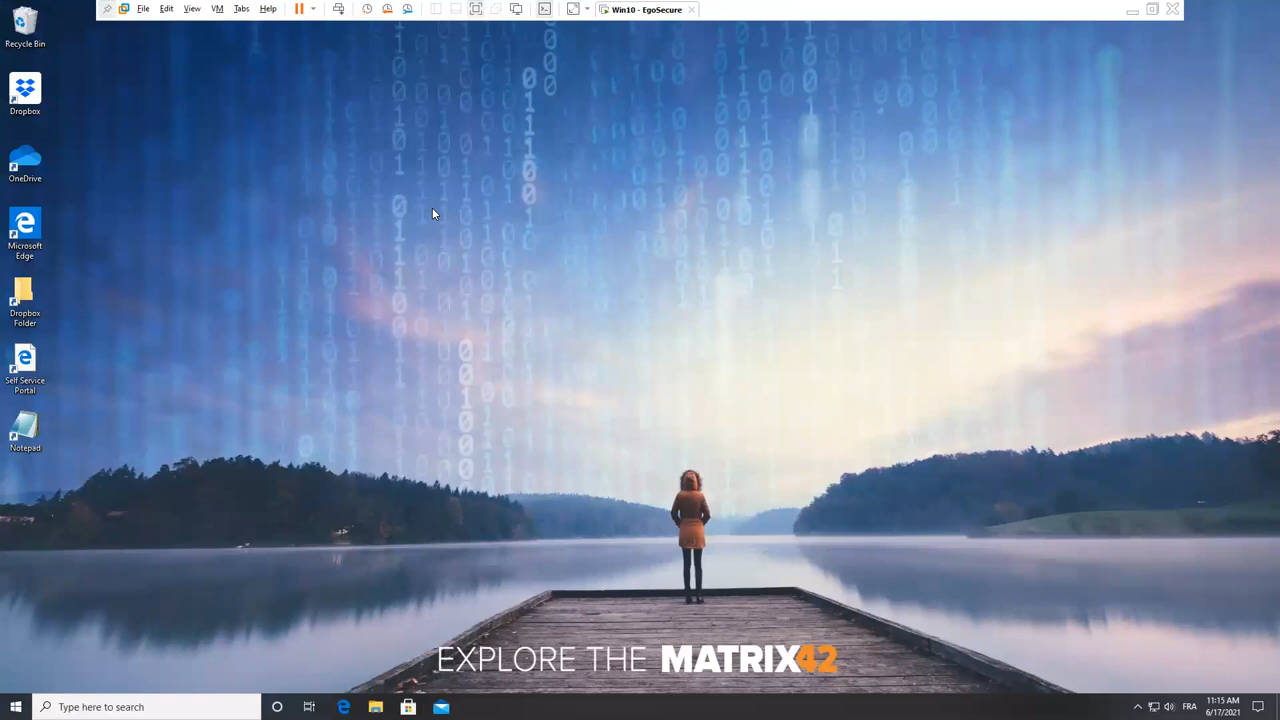 File Edit View VM Tabs Help
Win10 - EgoSecure
Recycle Bin
Dropbox
OneDrive
Microsoft
Edge
Dropbox
Folder
Self Service
Portal
Notepad
EXPLORE THE MATRIX42
Type here to search
FRA
11:15 AM
6/17/2021